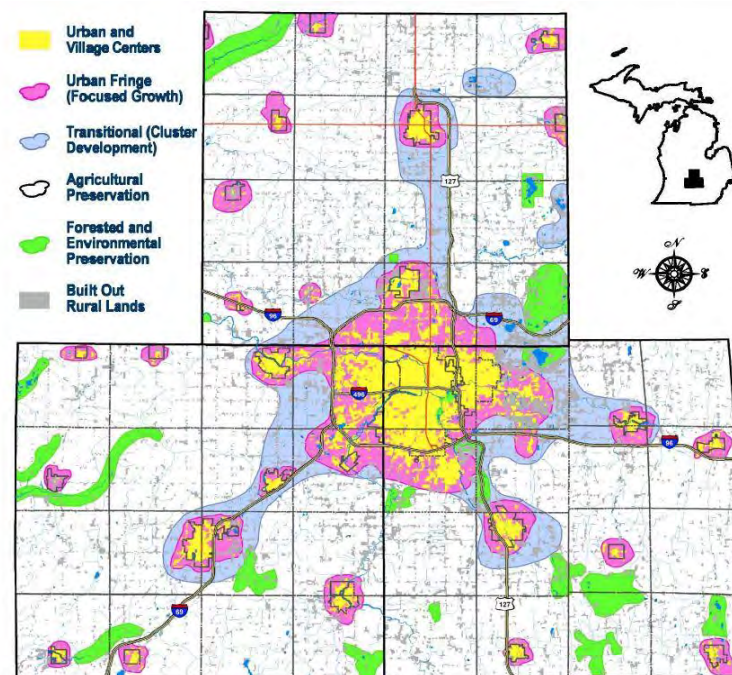 Urban and
Village Centers
Urban Fringe
(Focused Growth)
Transitional (Cluster
Development)
Agricultural
Preservation
Forested and
Environmental
Preservation
Built Out
Rural Lands
127
N
W E
S
96
69
496
96
69
127